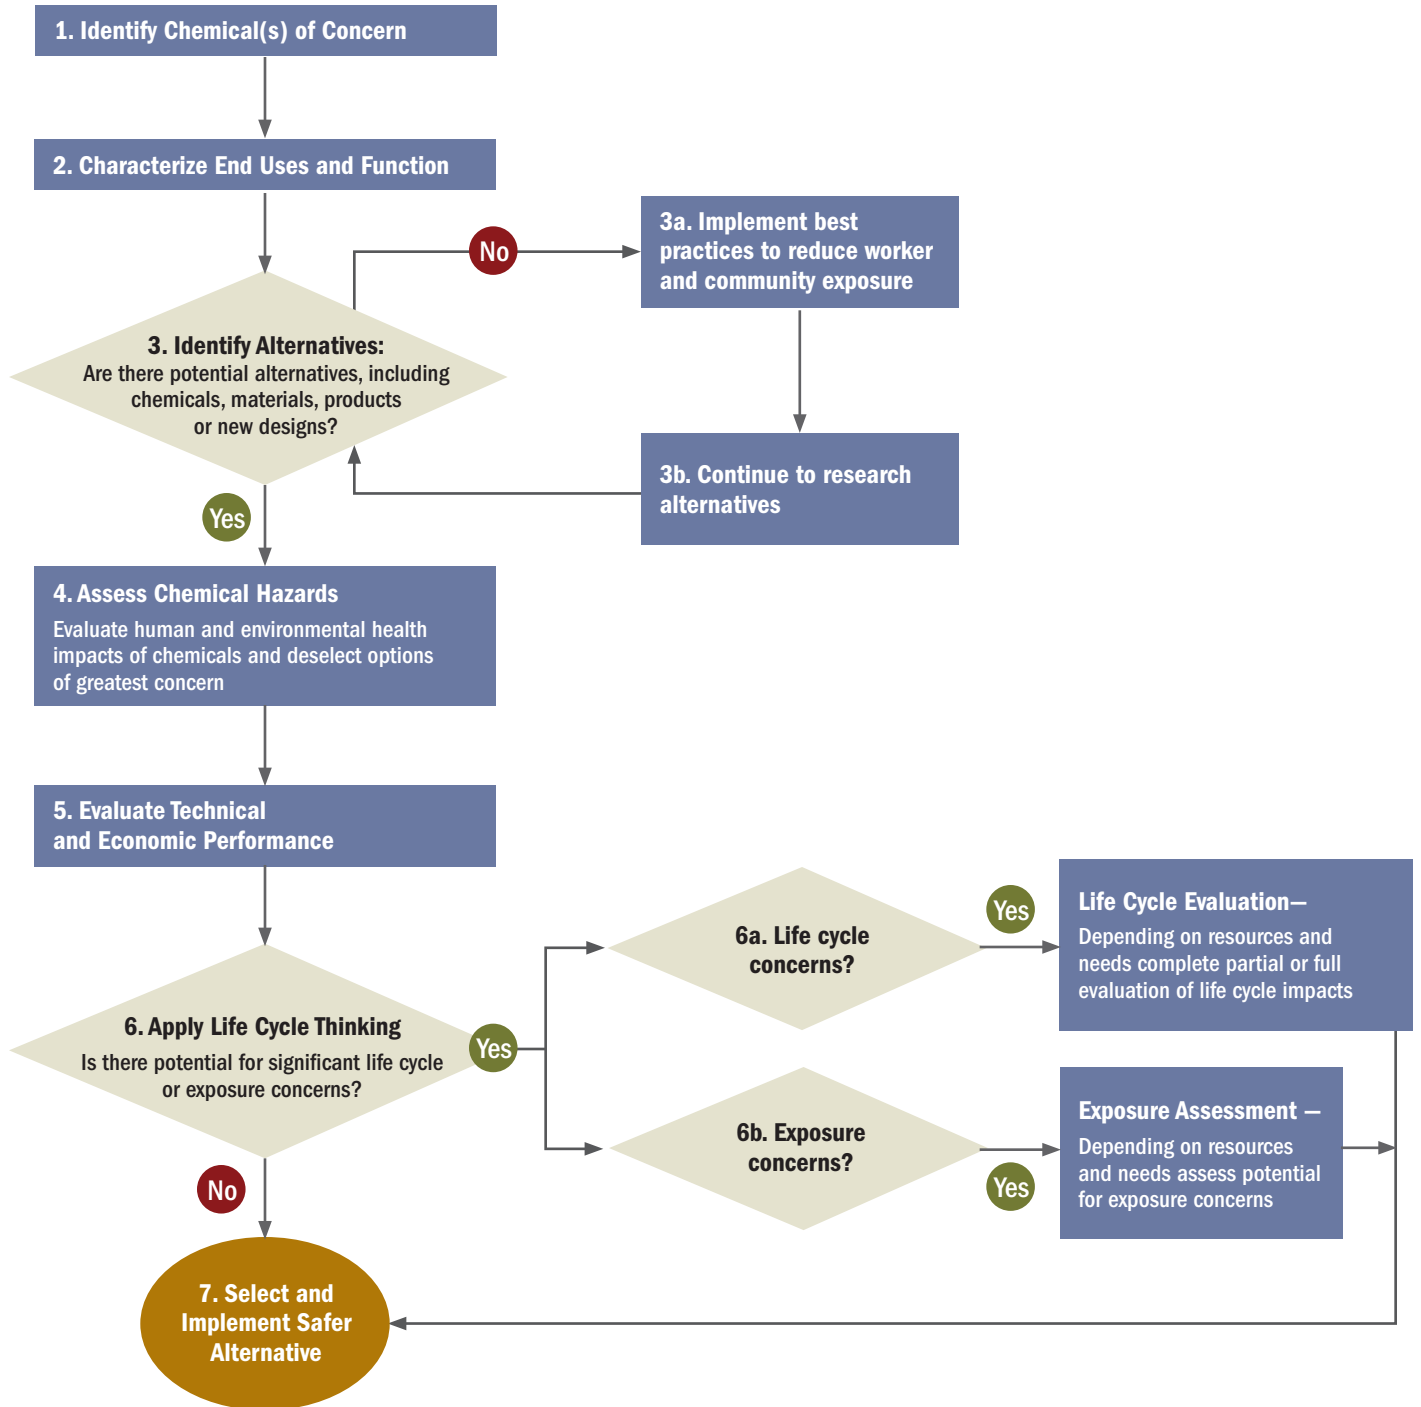 1. Identify Chemical(s) of Concern
2. Characterize End Uses and Function
No
3a. Implement best
practices to reduce worker
and community exposure
3. Identify Alternatives:
Are there potential alternatives, including
chemicals, materials, products
or new designs?
3b. Continue to research
alternatives
Yes
4. Assess Chemical Hazards
Evaluate human and environmental health
impacts of chemicals and deselect options
of greatest concern
5. Evaluate Technical
and Economic Performance
6. Apply Life Cycle Thinking
Is there potential for significant life cycle
or exposure concerns?
Yes
6a. Life cycle
concerns?
Yes
Life Cycle Evaluation—
Depending on resources and
needs complete partial or full
evaluation of life cycle impacts
6b. Exposure
concerns?
Yes
Exposure Assessment —
Depending on resources
and needs assess potential
for exposure concerns
No
7. Select and
Implement Safer
Alternative